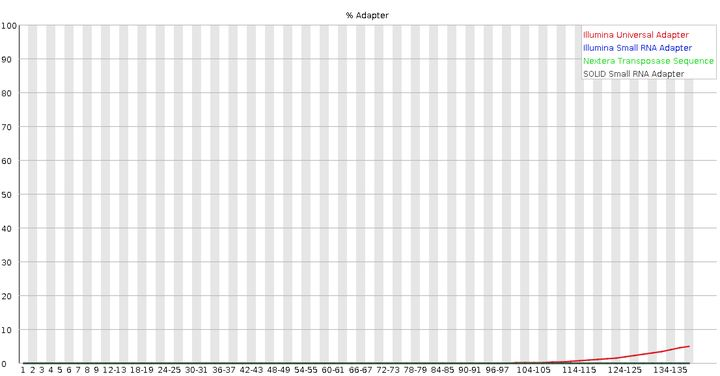 % Adapter
100
90
80
70
60
50
40
30
20
10
0
Illumina Universal Adapter
Illumina Small RNA Adapter
Nextera Transposase Sequence
SOLID Small RNA Adapter
1 2 3 4 5 6 7 8 9 12-13 18-19 24-25 30-31 36-37 42-43 48-49 54-55 60-61 66-67 72-73 78-79 84-85 90-91 96-97 104-105 114-115 124-125 134-135